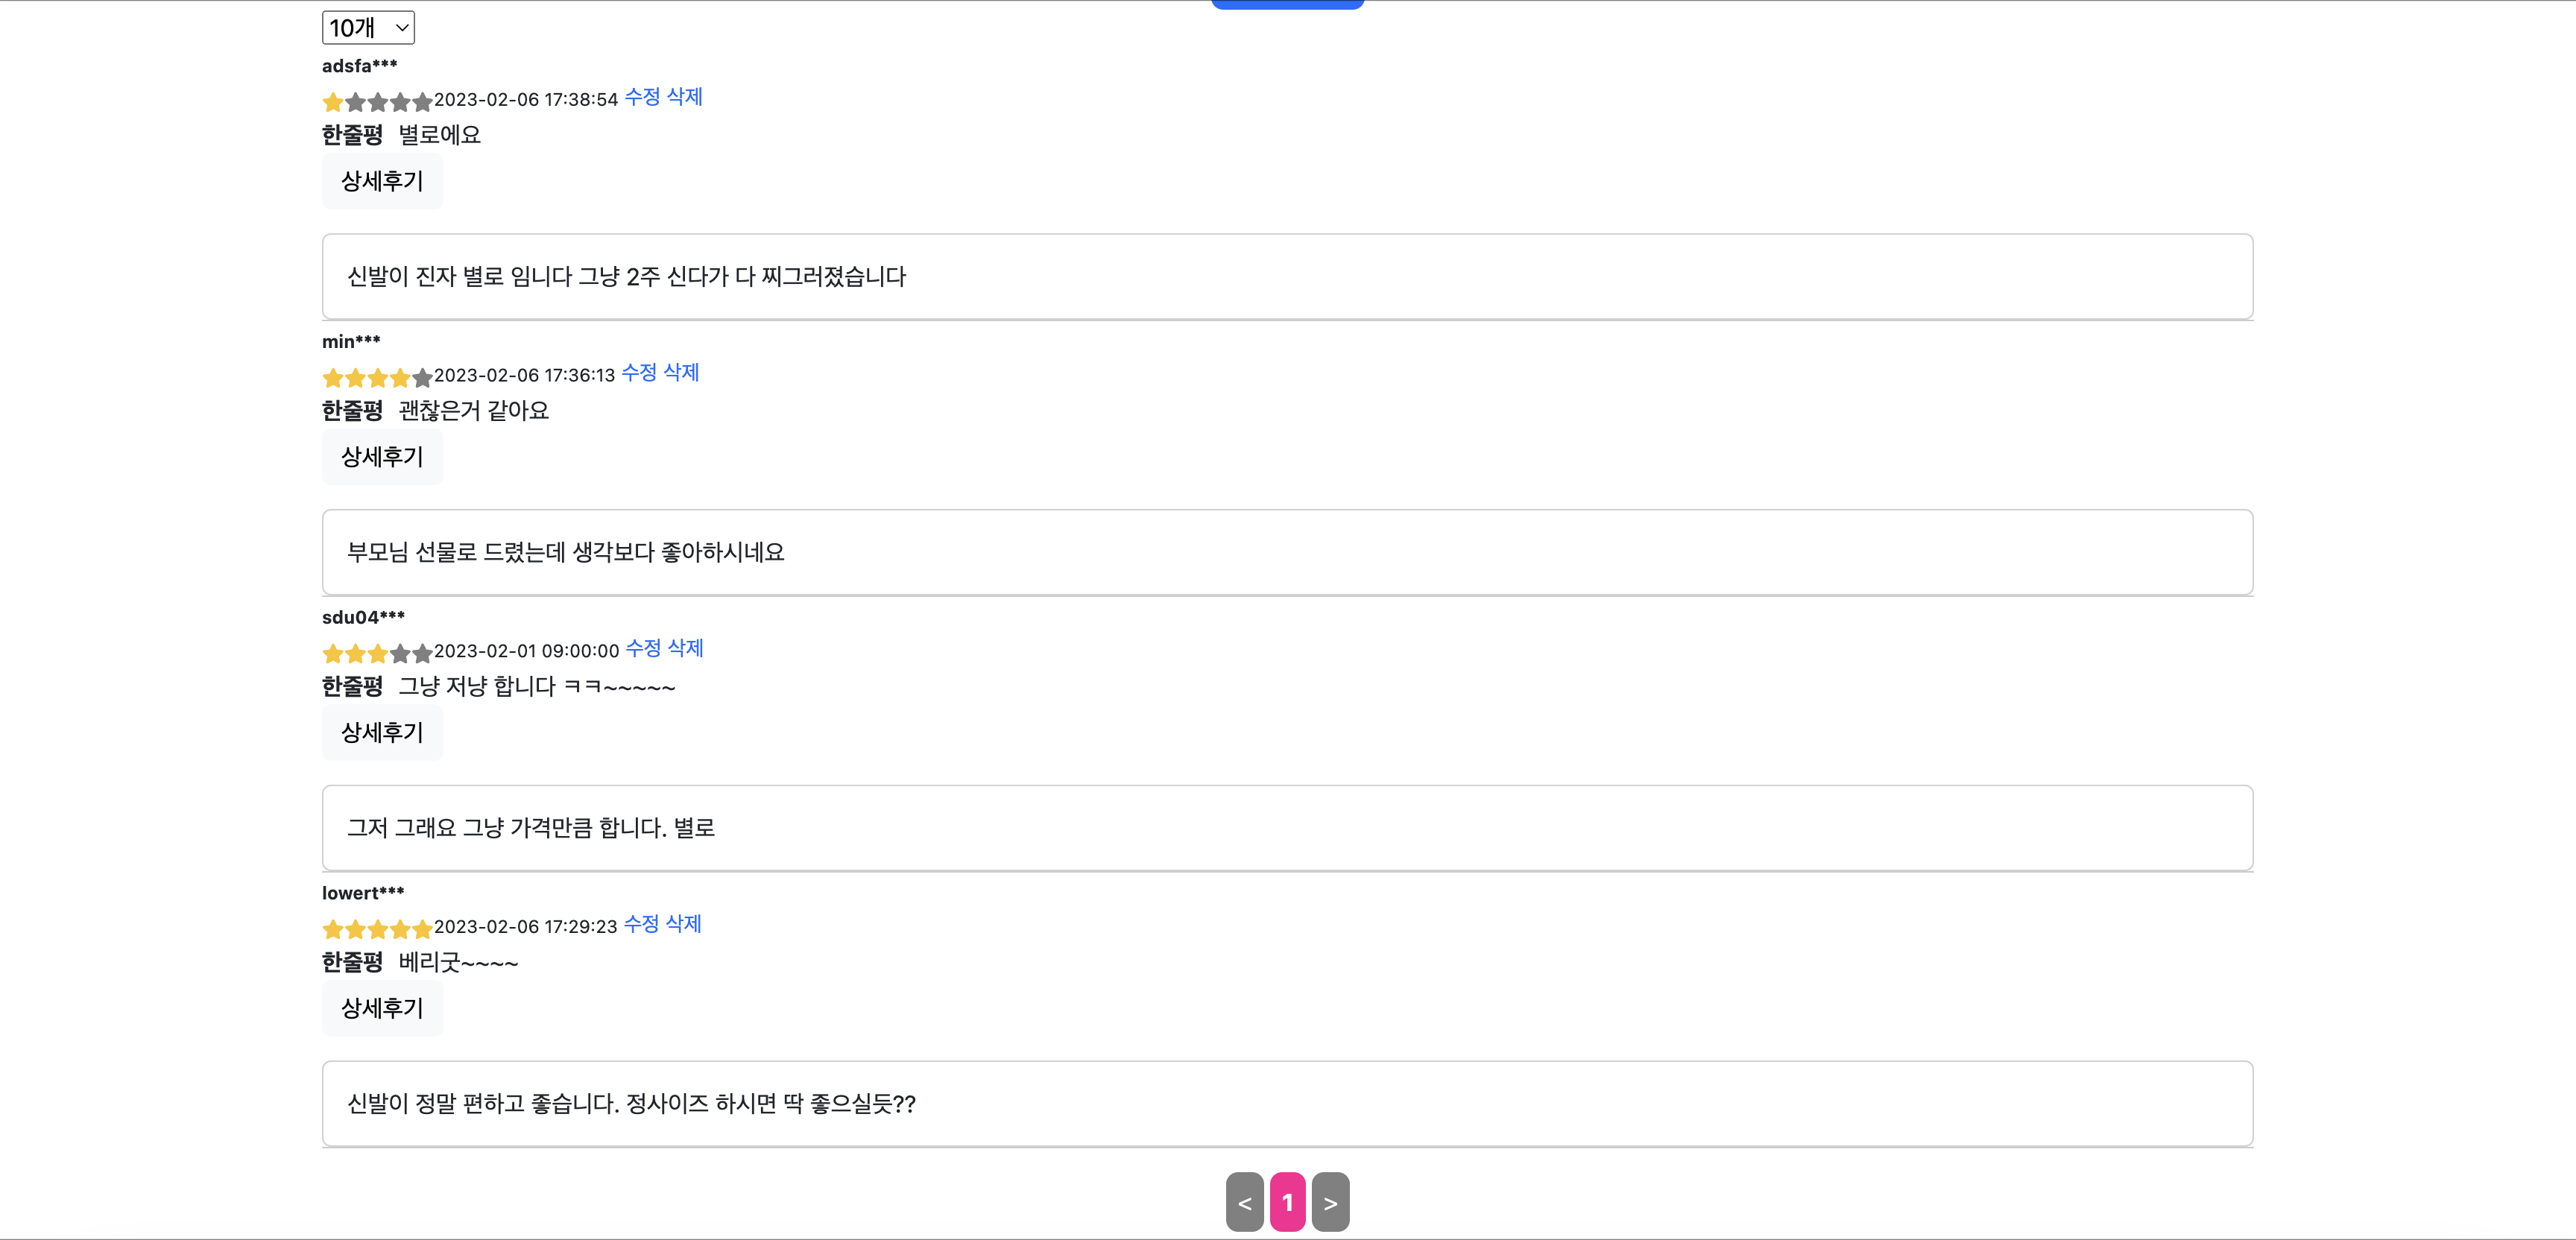 10개
adsfa***
2023-02-06 17:38:54 수정 삭제
한줄평 별로에요
상세후기
신발이 진자 별로 임니다 그냥 2주 신다가 다 찌그러졌습니다
min***
2023-02-06 17:36:13 수정 삭제
한줄평 괜찮은거 같아요
상세후기
부모님 선물로 드렸는데 생각보다 좋아하시네요
sdu04***
2023-02-01 09:00:00 수정 삭제
한줄평 그냥 저냥 합니다 ㅋㅋ~~~~~
상세후기
그저 그래요 그냥 가격만큼 합니다. 별로
lowert***
2023-02-06 17:29:23 수정 삭제
한줄평 베리굿~~~~
상세후기
신발이 정말 편하고 좋습니다. 정사이즈 하시면 딱 좋으실듯??
< 1 >